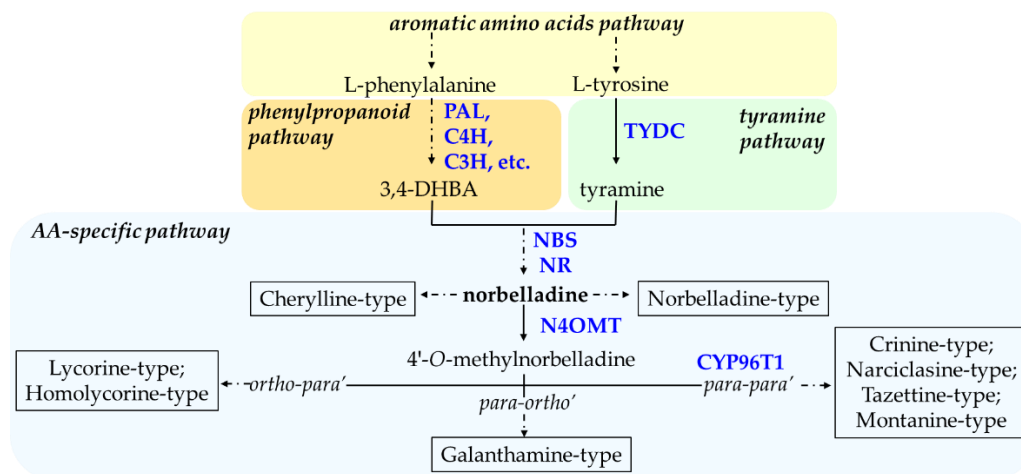 aromatic amino acids pathway
L-phenylalanine
L-tyrosine
phenylpropanoid
pathway
PAL,
C4H,
C3H, etc.
TYDC
tyramine
pathway
3,4-DHBA
tyramine
AA-specific pathway
NBS
NR
Cherylline-type
norbelladine
Norbelladine-type
N4OMT
4'-O-methylnorbelladine
CYP96T1
Lycorine-type;
Homolycorine-type
ortho-para'
para-ortho'
para-para'
Crinine-type;
Narciclasine-type;
Tazettine-type;
Montanine-type
Galanthamine-type